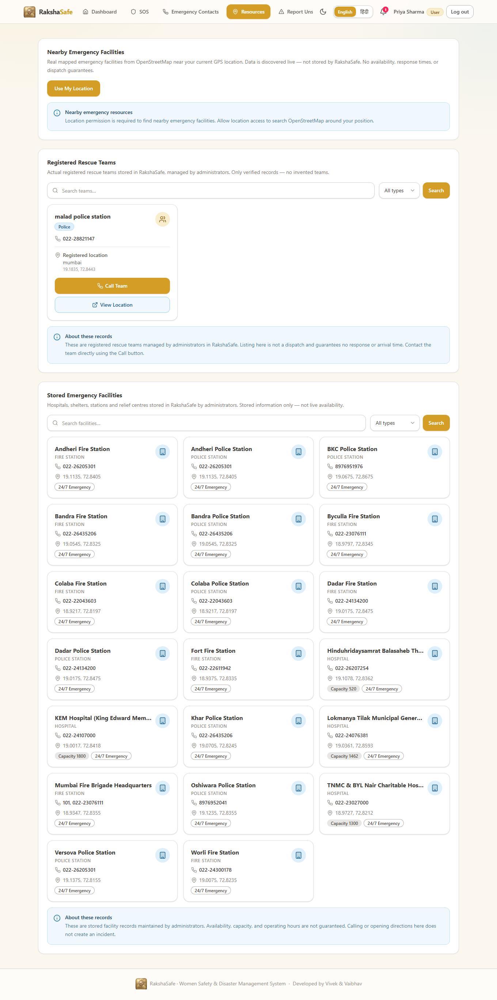 RakshaSafe
Dashboard
SOS
Emergency Contacts
Resources
Report Uns
English
हिंदी
1
Priya Sharma
User
Log out
Nearby Emergency Facilities
Real mapped emergency facilities from OpenStreetMap near your current GPS location. Data is discovered live — not stored by RakshaSafe. No availability, response times, or
dispatch guarantees.
Use My Location
Nearby emergency resources
Location permission is required to find nearby emergency facilities. Allow location access to search OpenStreetMap around your position.
Registered Rescue Teams
Actual registered rescue teams stored in RakshaSafe, managed by administrators. Only verified records — no invented teams.
Search teams...
All types
Search
malad police station
Police
022-28821147
Registered location
mumbai
19.1835, 72.8443
Call Team
View Location
About these records
These are registered rescue teams managed by administrators in RakshaSafe. Listing here is not a dispatch and guarantees no response or arrival time. Contact the
team directly using the Call button.
Stored Emergency Facilities
Hospitals, shelters, stations and relief centres stored in RakshaSafe by administrators. Stored information only — not live availability.
Search facilities...
All types
Search
Andheri Fire Station
FIRE STATION
022-26205301
19.1135, 72.8405
24/7 Emergency
Andheri Police Station
POLICE STATION
022-26205301
19.1135, 72.8405
24/7 Emergency
BKC Police Station
POLICE STATION
8976951976
19.0675, 72.8675
24/7 Emergency
Bandra Fire Station
FIRE STATION
022-26435206
19.0545, 72.8325
24/7 Emergency
Bandra Police Station
POLICE STATION
022-26435206
19.0545, 72.8325
24/7 Emergency
Byculla Fire Station
FIRE STATION
022-23076111
18.9797, 72.8345
24/7 Emergency
Colaba Fire Station
FIRE STATION
022-22043603
18.9217, 72.8197
24/7 Emergency
Colaba Police Station
POLICE STATION
022-22043603
18.9217, 72.8197
24/7 Emergency
Dadar Fire Station
FIRE STATION
022-24134200
19.0175, 72.8475
24/7 Emergency
Dadar Police Station
POLICE STATION
022-24134200
19.0175, 72.8475
24/7 Emergency
Fort Fire Station
FIRE STATION
022-22611942
18.9375, 72.8335
24/7 Emergency
Hinduhridaysamrat Balasaheb Th...
HOSPITAL
022-26207254
19.1078, 72.8362
Capacity 520
24/7 Emergency
KEM Hospital (King Edward Mem...
HOSPITAL
022-24107000
19.0017, 72.8418
Capacity 1800
24/7 Emergency
Khar Police Station
POLICE STATION
022-26435206
19.0705, 72.8245
24/7 Emergency
Lokmanya Tilak Municipal Gener...
HOSPITAL
022-24076381
19.0361, 72.8593
Capacity 1462
24/7 Emergency
Mumbai Fire Brigade Headquarters
FIRE STATION
101, 022-23076111
18.9347, 72.8355
24/7 Emergency
Oshiwara Police Station
POLICE STATION
8976952041
19.1235, 72.8355
24/7 Emergency
TNMC & BYL Nair Charitable Hos...
HOSPITAL
022-23027000
18.9727, 72.8212
Capacity 1300
24/7 Emergency
Versova Police Station
POLICE STATION
022-26205301
19.1375, 72.8155
24/7 Emergency
Worli Fire Station
FIRE STATION
022-24300178
19.0075, 72.8235
24/7 Emergency
About these records
These are stored facility records maintained by administrators. Availability, capacity, and operating hours are not guaranteed. Calling or opening directions here does
not create an incident.
RakshaSafe · Women Safety & Disaster Management System · Developed by Vivek & Vaibhav